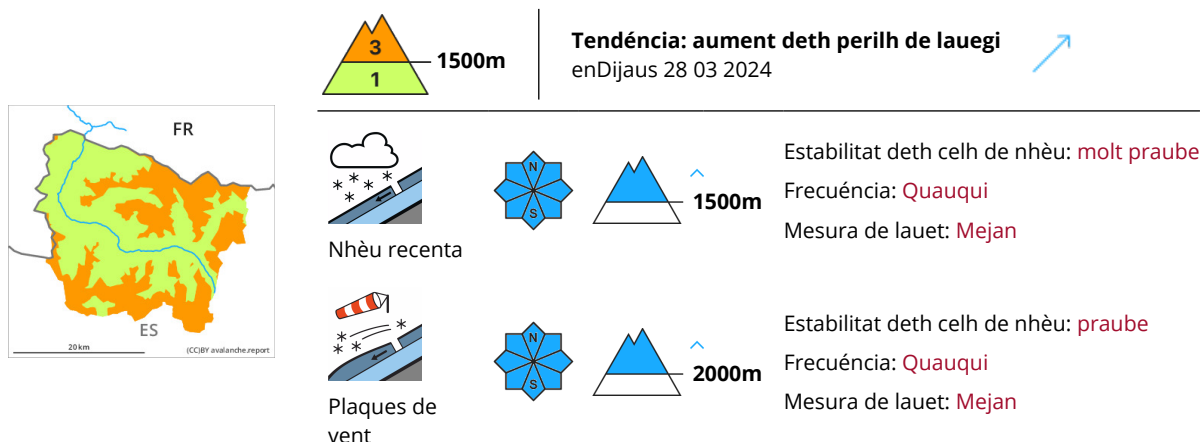 3
1
1500m
Tendéncia: aument deth perilh de lauegi
enDijaus 28 03 2024
FR
ES
20 km
(CC)BY avalanche.report
N
S
1500m
Nhèu recenta
Estabilitat deth celh de nhèu: molt praube
Frecuéncia: Quauqui
Mesura de lauet: Mejan
N
S
2000m
Plaques de
vent
Estabilitat deth celh de nhèu: praube
Frecuéncia: Quauqui
Mesura de lauet: Mejan